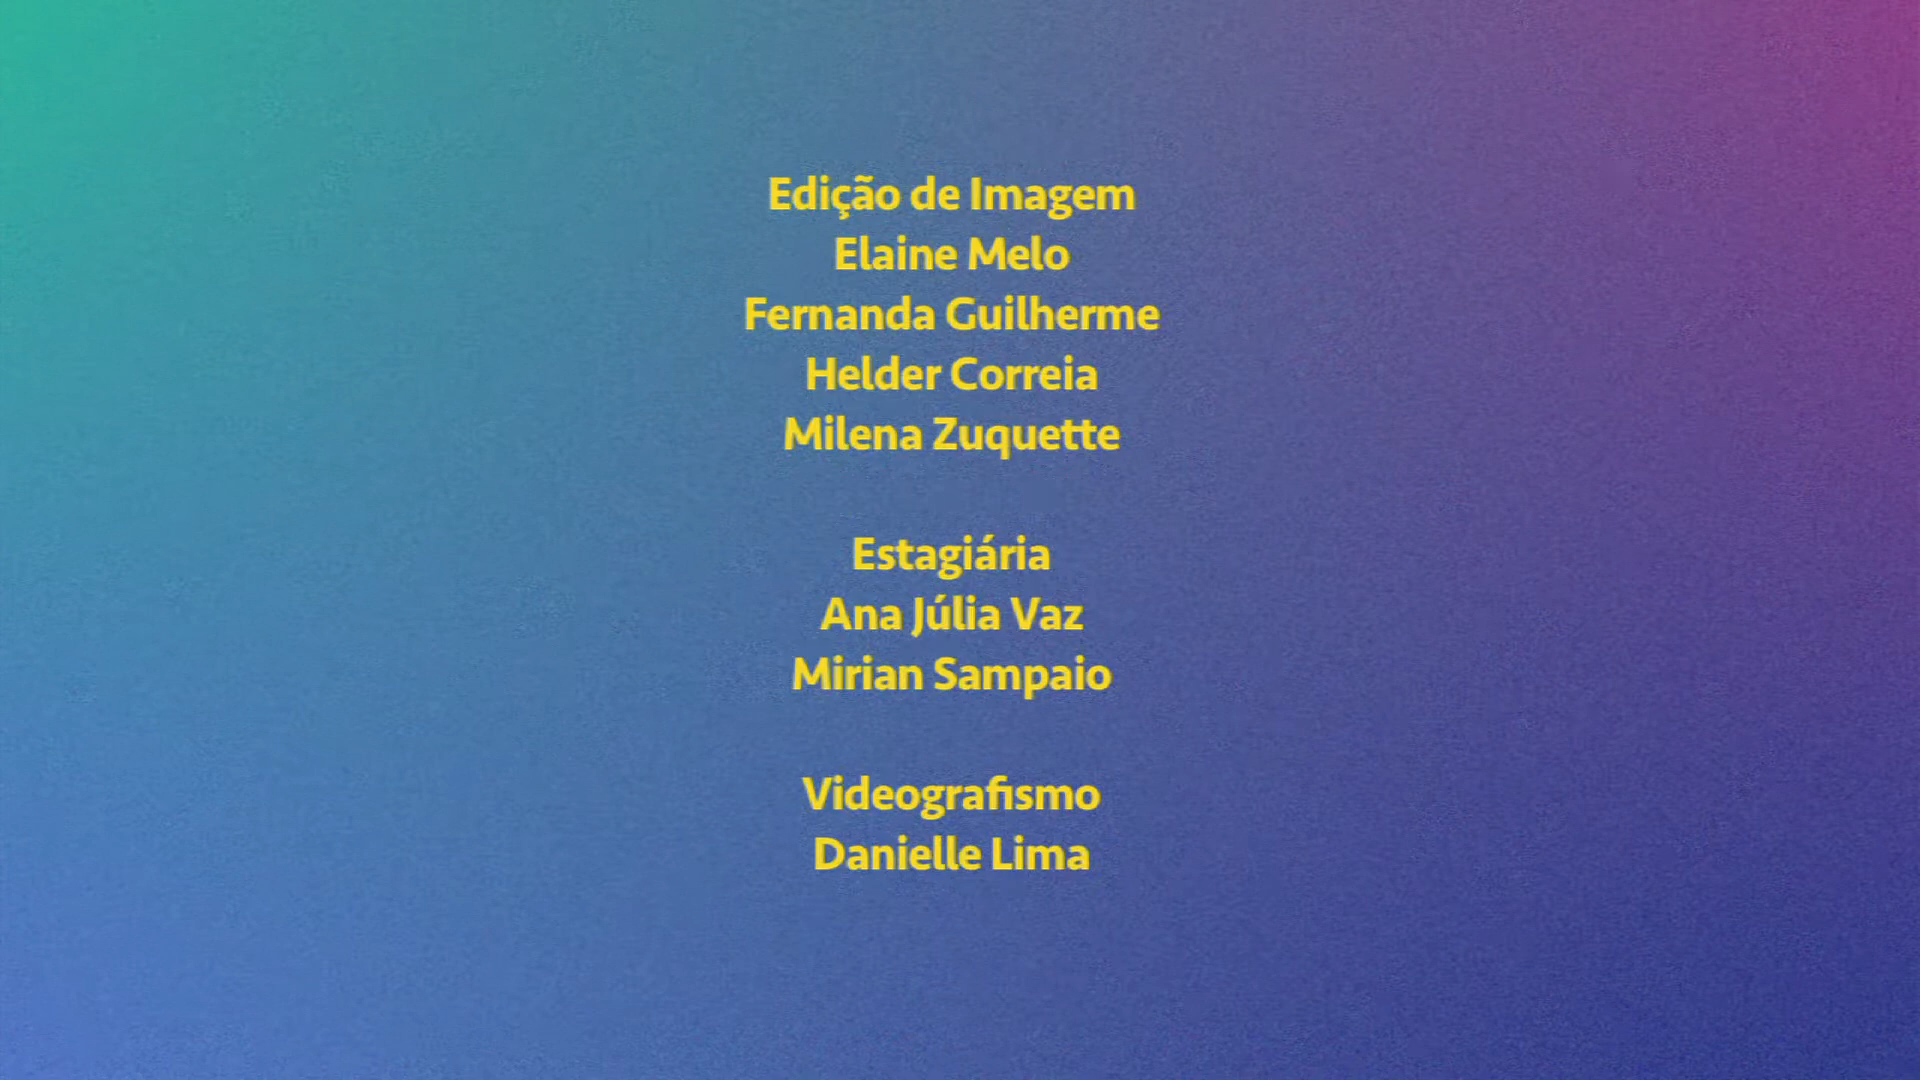 Edição de Imagem
Elaine Melo
Fernanda Guilherme
Helder Correia
Milena Zuquette
Estagiária
Ana Júlia Vaz
Mirian Sampaio
Videografismo
Danielle Lima